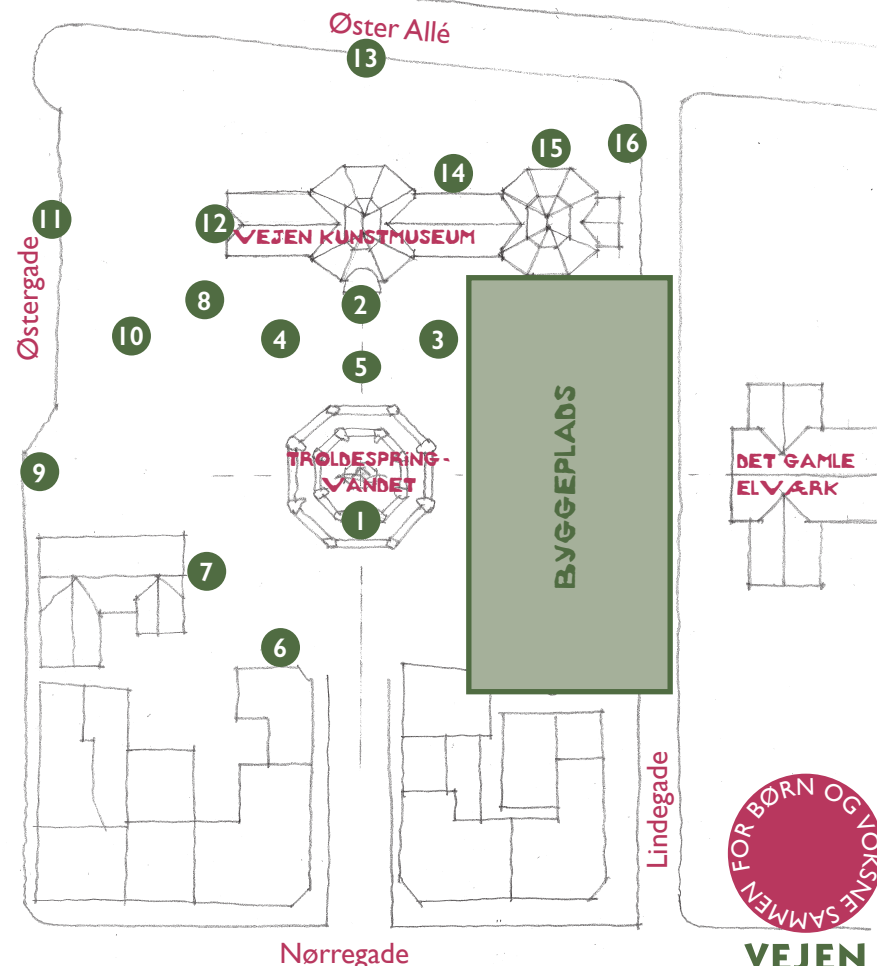 Øster Allé
13
16
15
14
11
12
VEJEN KUNSTMUSEUM
Østergade
8
2
10
4
3
5
BYGGEPLADS
TROLDESPRING-
VANDET
DET GAMLE
ELVÆRK
9
1
7
6
Lindegade
FOR BØRN OG VOKSNE SAMMEN
VEJEN
Nørregade